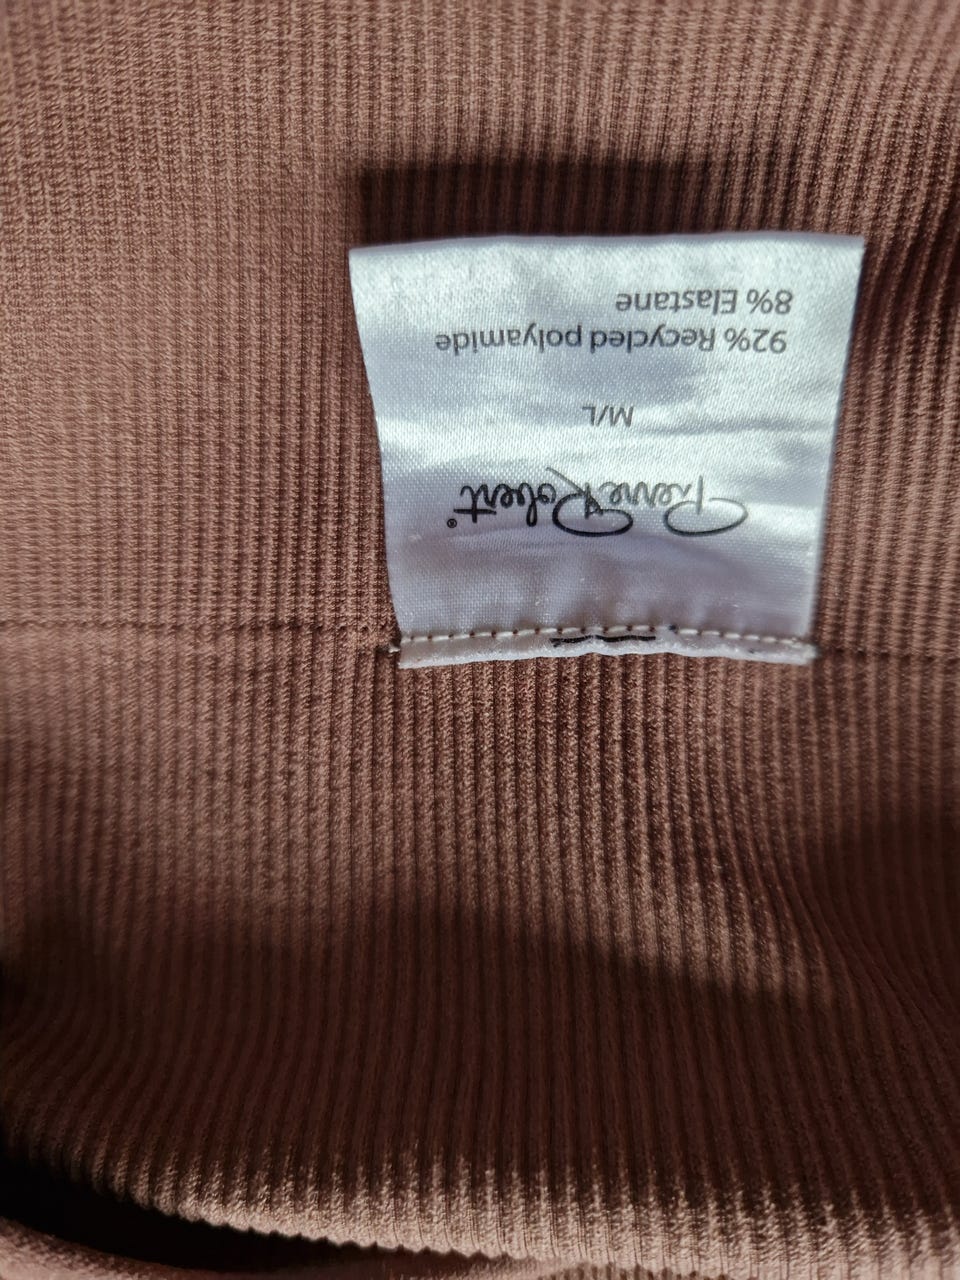 Pierre Robert®
M/L
92% Recycled polyamide
8% Elastane